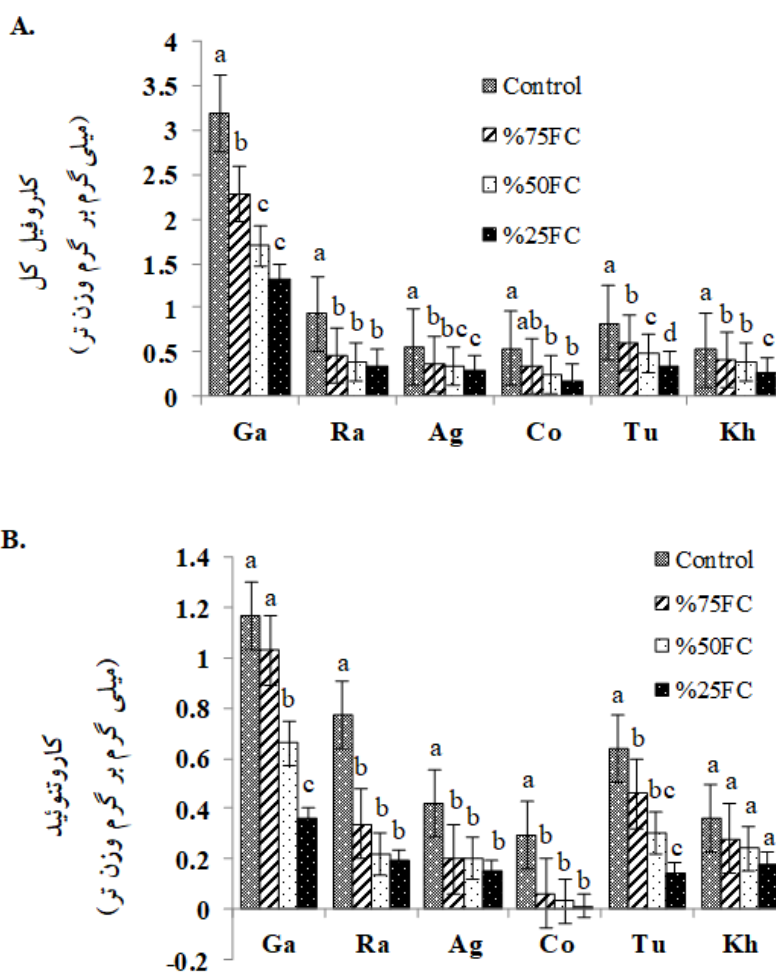 A.
کلروفیل کل
(میلی گرم بر گرم وزن تر)
4
3.5
3
2.5
2
1.5
1
0.5
0
Control
%75FC
%50FC
%25FC
a b c c
a b b b
a b bc c
a ab b b
a b c d
a b b c
Ga Ra Ag Co Tu Kh
B.
کاروتنوئید
(میلی گرم بر گرم وزن تر)
1.4
1.2
1
0.8
0.6
0.4
0.2
0
-0.2
Control
%75FC
%50FC
%25FC
a a b c
a b b b
a b b b
a b b b
a b bc c
a a a a
Ga Ra Ag Co Tu Kh